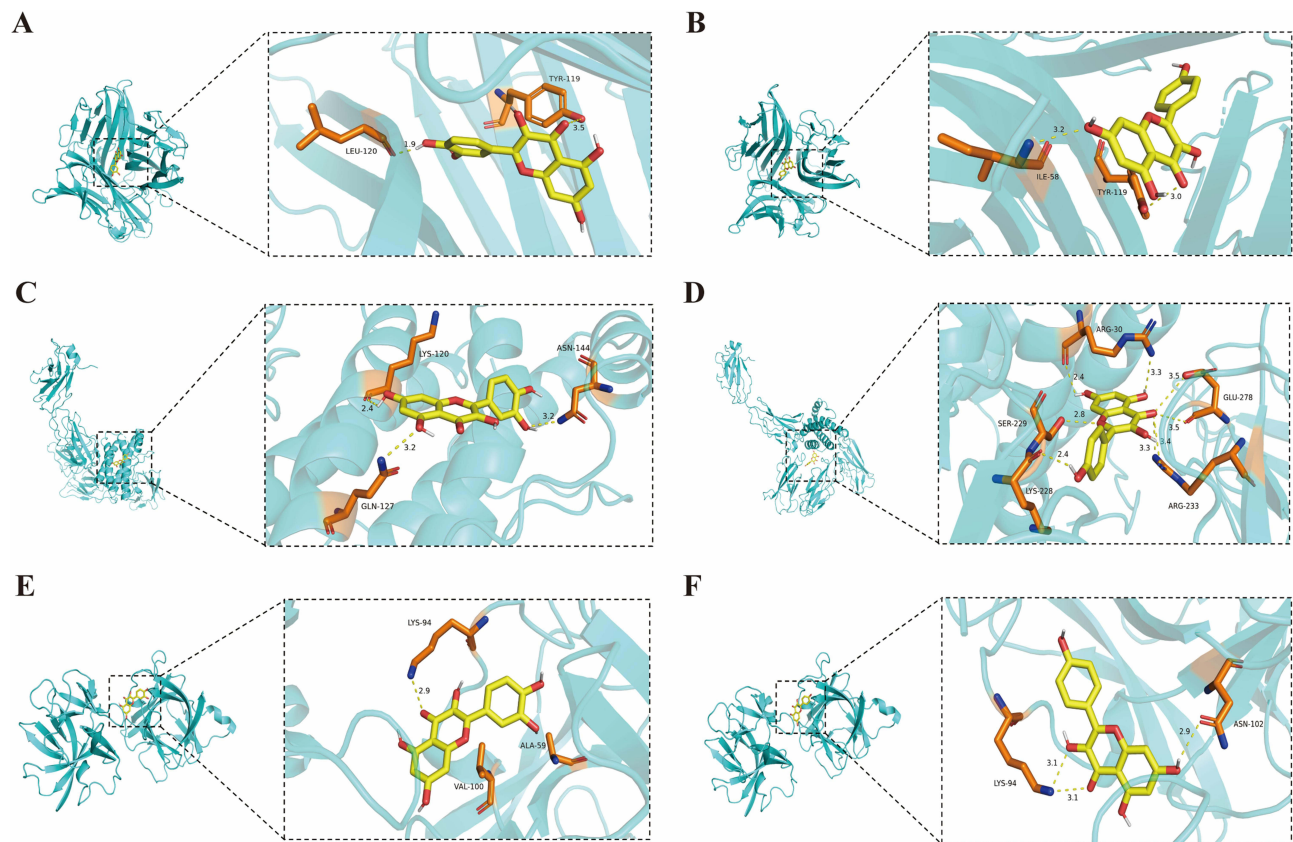 A
TYR-119
3.5
1.9
LEU-120
B
3.2
ILE-58
TYR-119
3.0
C
LYS-120
ASN-144
2.4
3.2
3.2
GLN-127
D
ARG-30
2.4
3.3
3.5
GLU-278
SER-229
2.8
3.5
3.4
3.3
2.4
LYS-228
ARG-233
E
LYS-94
2.9
ALA-59
VAL-100
F
ASN-102
2.9
3.1
LYS-94
3.1